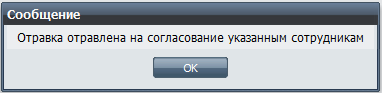 Сообщение
Отравка отравлена на согласование указанным сотрудникам
OK